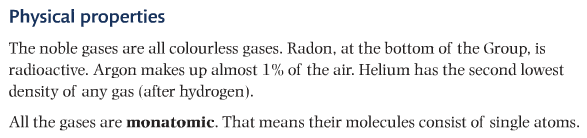 Physical properties
The noble gases are all colourless gases. Radon, at the bottom of the Group, is
radioactive. Argon makes up almost 1% of the air. Helium has the second lowest
density of any gas (after hydrogen).
All the gases are monatomic. That means their molecules consist of single atoms.